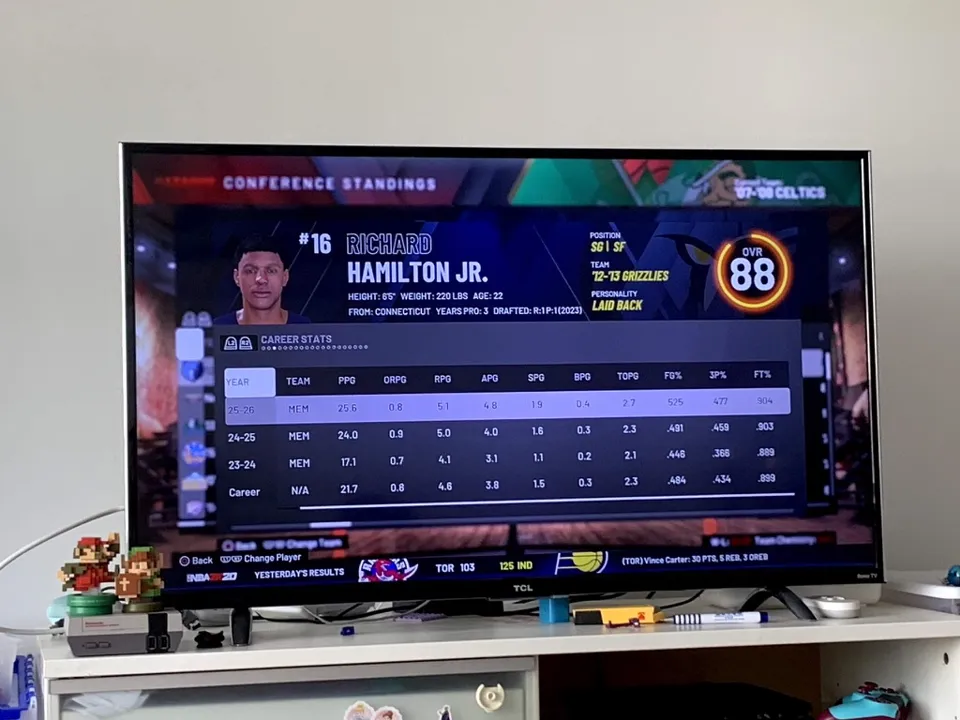 CONFERENCE STANDINGS
'07-'08 CELTICS
#16 RICHARD
HAMILTON JR.
HEIGHT: 6'5" WEIGHT: 220 LBS AGE: 22
FROM: CONNECTICUT YEARS PRO: 3 DRAFTED: R:1 P:1 (2023)
POSITION
SG | SF
TEAM
'12-'13 GRIZZLIES
PERSONALITY
LAID BACK
OVR
88
L2 R2 CAREER STATS
YEAR TEAM PPG ORPG RPG APG SPG BPG TOPG FG% 3P% FT%
25-26 MEM 25.6 0.8 5.1 4.8 1.9 0.4 2.7 .525 .477 .904
24-25 MEM 24.0 0.9 5.0 4.0 1.6 0.3 2.3 .491 .459 .903
23-24 MEM 17.1 0.7 4.1 3.1 1.1 0.2 2.1 .446 .366 .889
Career N/A 21.7 0.8 4.6 3.8 1.5 0.3 2.3 .484 .434 .899
Back Change Team
Back Change Player
NBA 2K20 YESTERDAY'S RESULTS TOR 103 125 IND (TOR) Vince Carter: 30 PTS, 5 REB, 3 OREB
TCL
Roku TV